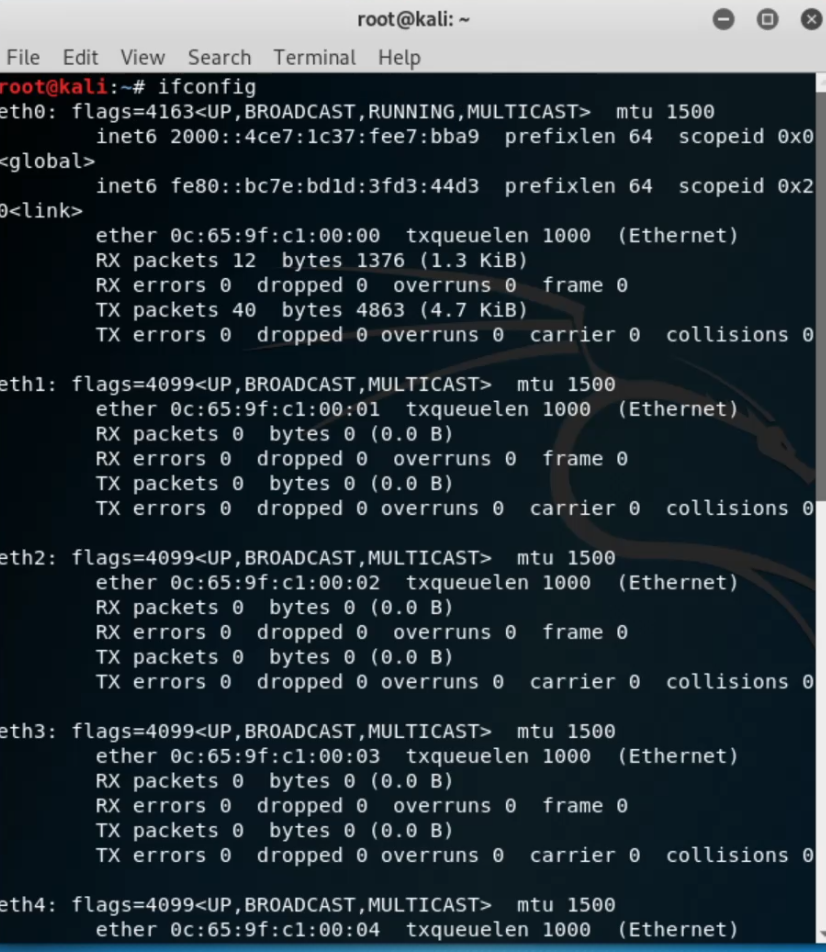 root@kali: ~
File Edit View Search Terminal Help
root@kali:~# ifconfig
eth0: flags=4163<UP,BROADCAST,RUNNING,MULTICAST>  mtu 1500
        inet6 2000::4ce7:1c37:fee7:bba9  prefixlen 64  scopeid 0x0
<global>
        inet6 fe80::bc7e:bd1d:3fd3:44d3  prefixlen 64  scopeid 0x2
0<link>
        ether 0c:65:9f:c1:00:00  txqueuelen 1000  (Ethernet)
        RX packets 12  bytes 1376 (1.3 KiB)
        RX errors 0  dropped 0  overruns 0  frame 0
        TX packets 40  bytes 4863 (4.7 KiB)
        TX errors 0  dropped 0 overruns 0  carrier 0  collisions 0
eth1: flags=4099<UP,BROADCAST,MULTICAST>  mtu 1500
        ether 0c:65:9f:c1:00:01  txqueuelen 1000  (Ethernet)
        RX packets 0  bytes 0 (0.0 B)
        RX errors 0  dropped 0  overruns 0  frame 0
        TX packets 0  bytes 0 (0.0 B)
        TX errors 0  dropped 0 overruns 0  carrier 0  collisions 0
eth2: flags=4099<UP,BROADCAST,MULTICAST>  mtu 1500
        ether 0c:65:9f:c1:00:02  txqueuelen 1000  (Ethernet)
        RX packets 0  bytes 0 (0.0 B)
        RX errors 0  dropped 0  overruns 0  frame 0
        TX packets 0  bytes 0 (0.0 B)
        TX errors 0  dropped 0 overruns 0  carrier 0  collisions 0
eth3: flags=4099<UP,BROADCAST,MULTICAST>  mtu 1500
        ether 0c:65:9f:c1:00:03  txqueuelen 1000  (Ethernet)
        RX packets 0  bytes 0 (0.0 B)
        RX errors 0  dropped 0  overruns 0  frame 0
        TX packets 0  bytes 0 (0.0 B)
        TX errors 0  dropped 0 overruns 0  carrier 0  collisions 0
eth4: flags=4099<UP,BROADCAST,MULTICAST>  mtu 1500
        ether 0c:65:9f:c1:00:04  txqueuelen 1000  (Ethernet)